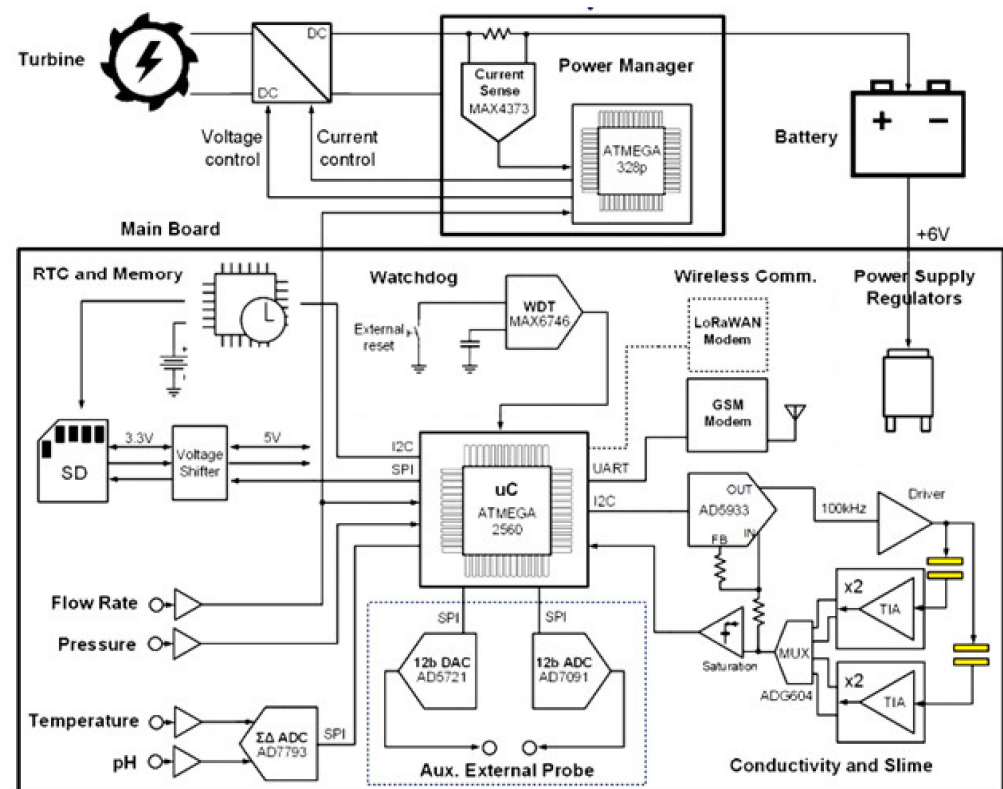 Turbine
DC
DC
Power Manager
Current
Sense
MAX4373
ATMEGA
328p
Voltage
control
Current
control
Battery
+ −
+6V
Main Board
RTC and Memory
Watchdog
Wireless Comm.
Power Supply
Regulators
WDT
MAX6746
External
reset
LoRaWAN
Modem
GSM
Modem
SD
3.3V
Voltage
Shifter
5V
I2C
SPI
uC
ATMEGA
2560
UART
I2C
OUT
AD5933
FB
IN
100kHz
Driver
Flow Rate
Pressure
SPI
SPI
12b DAC
AD5721
12b ADC
AD7091
Saturation
MUX
ADG604
x2
TIA
x2
TIA
Temperature
pH
ΣΔ ADC
AD7793
SPI
Aux. External Probe
Conductivity and Slime